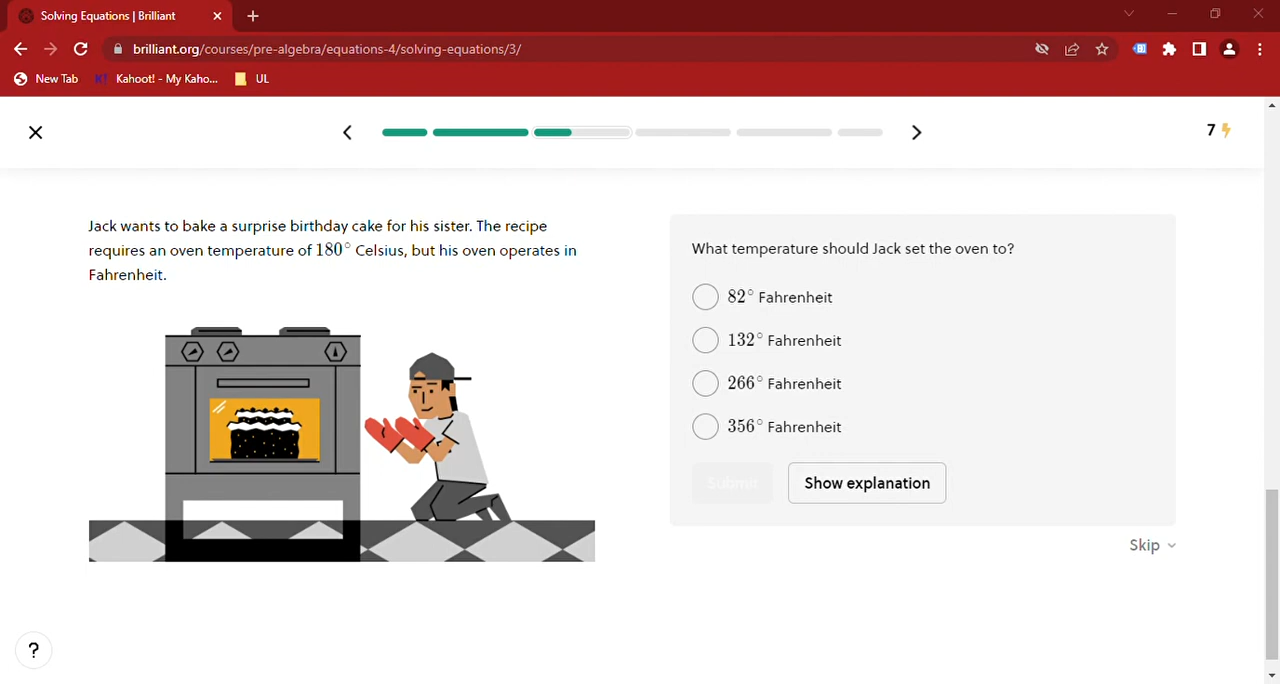 Solving Equations | Brilliant
brilliant.org/courses/pre-algebra/equations-4/solving-equations/3/
New Tab
K! Kahoot! - My Kaho...
UL
7
Jack wants to bake a surprise birthday cake for his sister. The recipe
requires an oven temperature of 180° Celsius, but his oven operates in
Fahrenheit.
What temperature should Jack set the oven to?
82° Fahrenheit
132° Fahrenheit
266° Fahrenheit
356° Fahrenheit
Submit
Show explanation
Skip
?